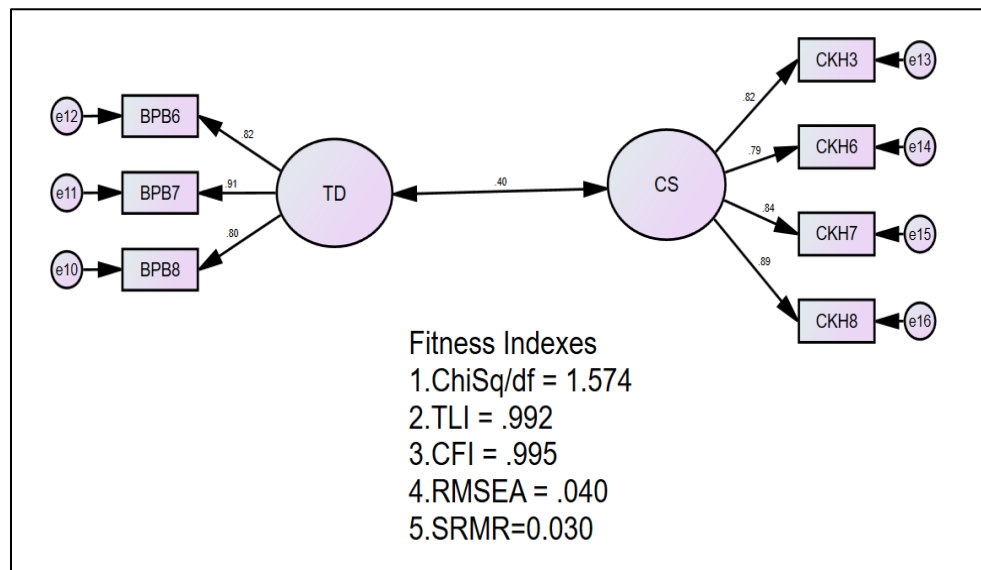 CKH3
e13
.82
BPB6
e12
.82
CKH6
e14
.79
BPB7
e11
.91
TD
.40
CS
CKH7
e15
.84
BPB8
e10
.80
CKH8
e16
.89
Fitness Indexes
1.ChiSq/df = 1.574
2.TLI = .992
3.CFI = .995
4.RMSEA = .040
5.SRMR=0.030